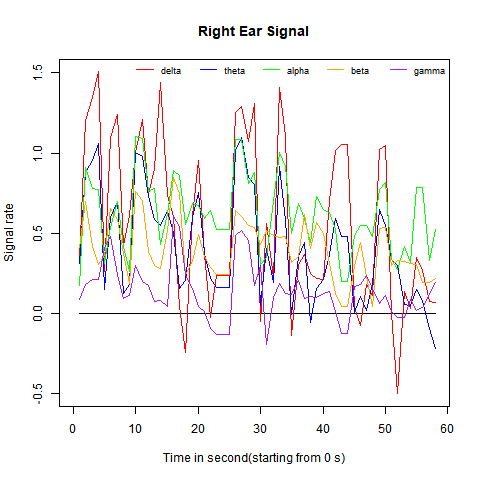 Right Ear Signal
delta theta alpha beta gamma
1.5
1.0
0.5
0.0
-0.5
Signal rate
0 10 20 30 40 50 60
Time in second(starting from 0 s)